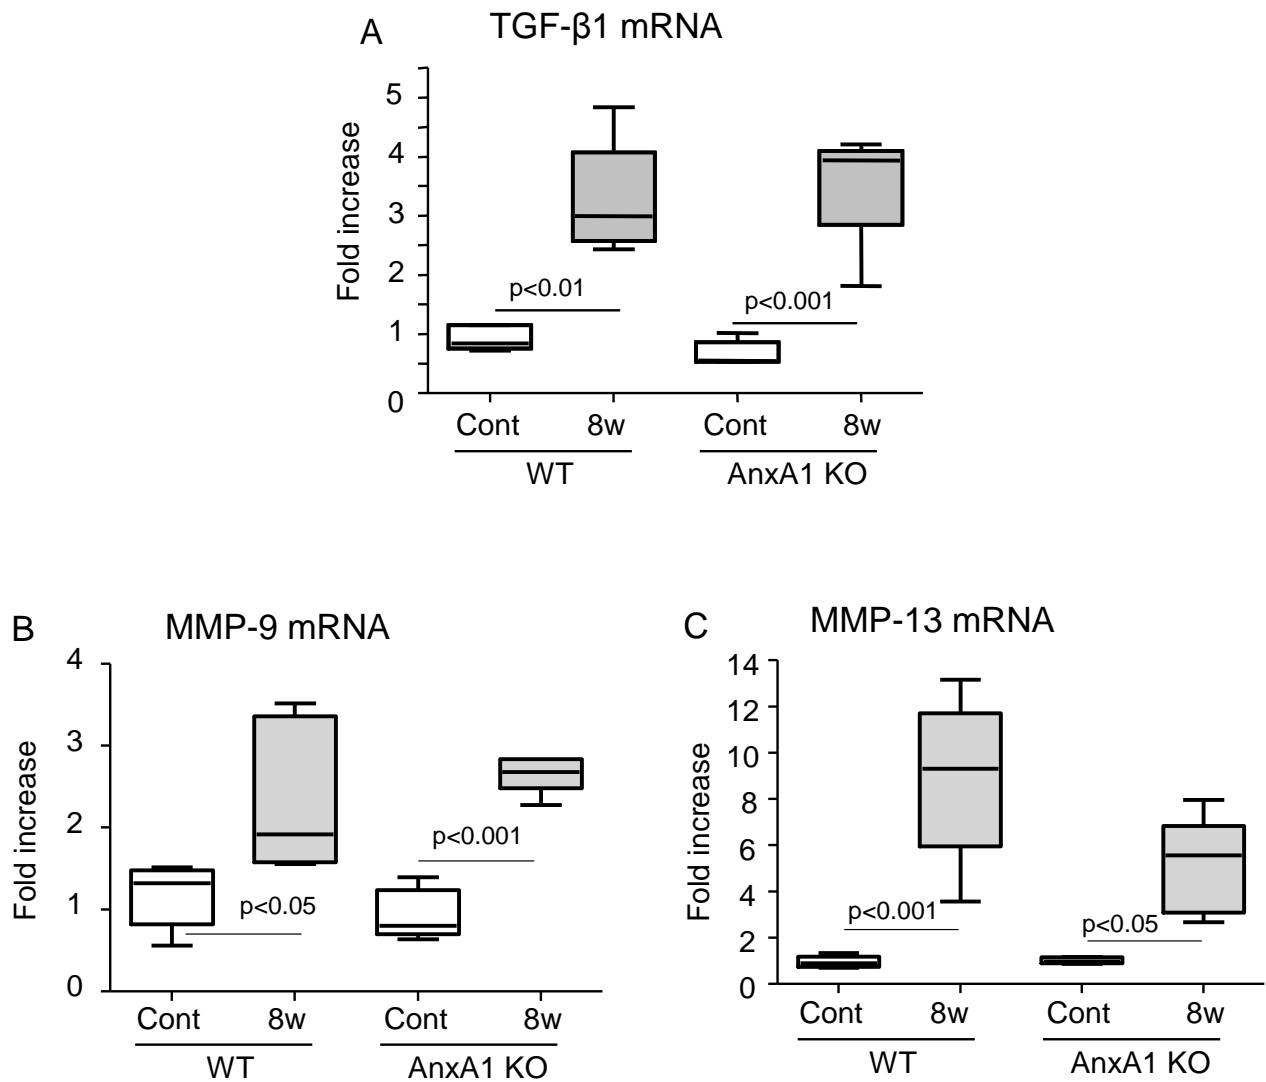 A
TGF-β1 mRNA
Fold increase
5
4
3
2
1
0
p<0.01
p<0.001
Cont
8w
Cont
8w
WT
AnxA1 KO
B
MMP-9 mRNA
Fold increase
4
3
2
1
0
p<0.05
p<0.001
Cont
8w
Cont
8w
WT
AnxA1 KO
C
MMP-13 mRNA
Fold increase
14
12
10
8
6
4
2
0
p<0.001
p<0.05
Cont
8w
Cont
8w
WT
AnxA1 KO